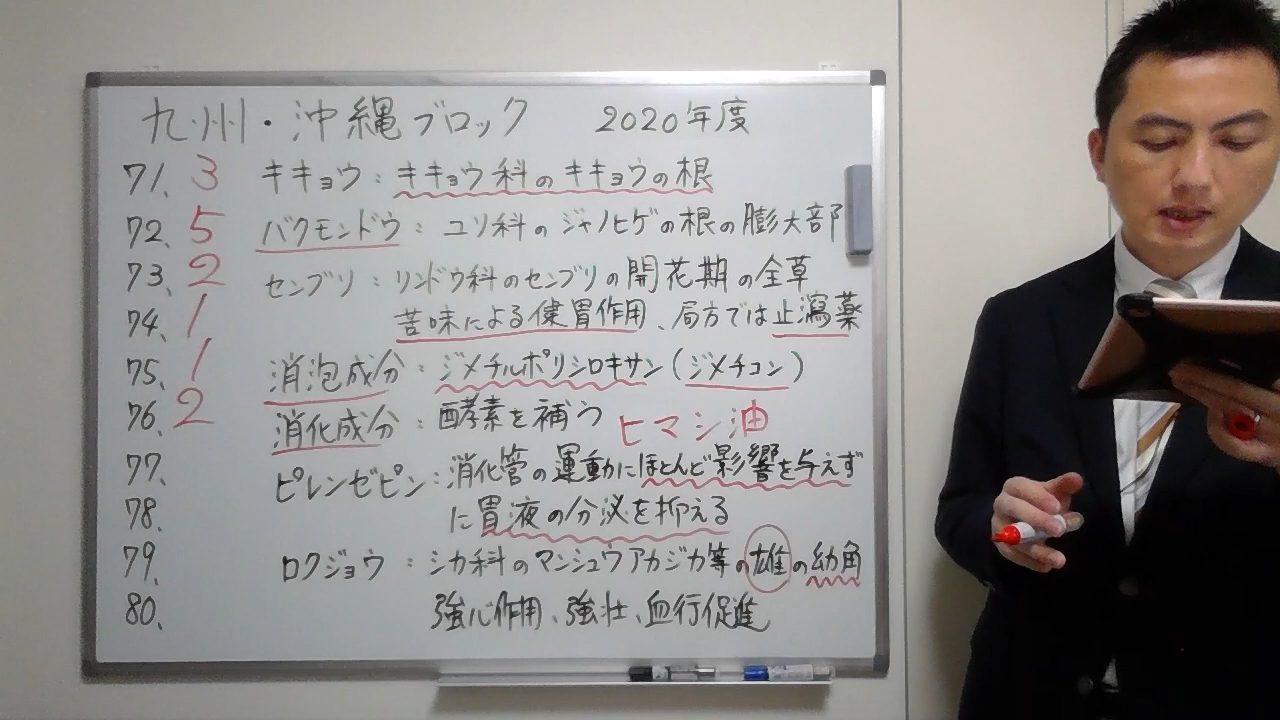 九州・沖縄ブロック 2020年度
71、3 キキョウ：キキョウ科のキキョウの根
72、5 バクモンドウ：ユリ科のジャノヒゲの根の膨大部
73、2 センブリ：リンドウ科のセンブリの開花期の全草
74、1 苦味による健胃作用、局方では止瀉薬
75、1 消泡成分：ジメチルポリシロキサン(ジメチコン)
76、2 消化成分：酵素を補う ヒマシ油
77、 ピレンゼピン：消化管の運動にほとんど影響を与えず
78、 に胃液の分泌を抑える
79、 ロクジョウ：シカ科のマンシュウアカジカ等の雄の幼角
80、 強心作用、強壮、血行促進